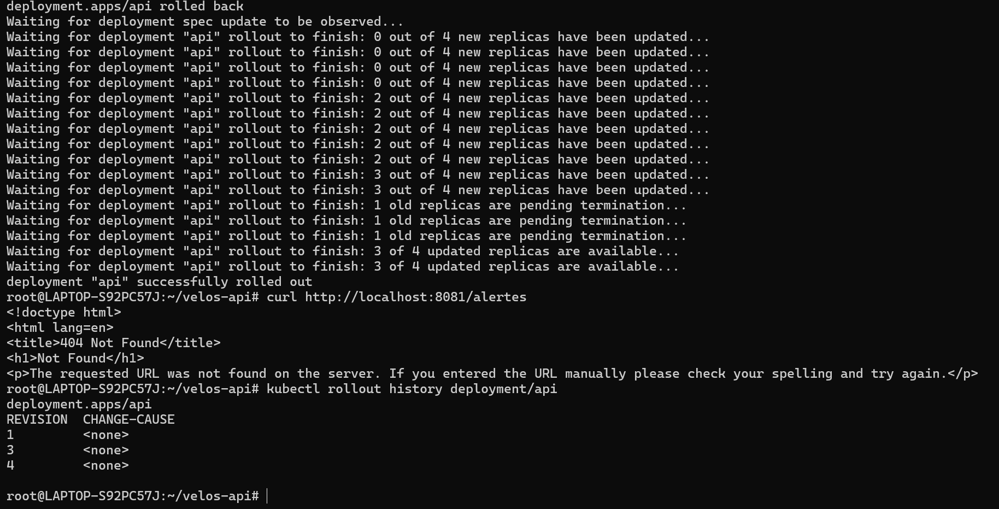 deployment.apps/api rolled back
Waiting for deployment spec update to be observed...
Waiting for deployment "api" rollout to finish: 0 out of 4 new replicas have been updated...
Waiting for deployment "api" rollout to finish: 0 out of 4 new replicas have been updated...
Waiting for deployment "api" rollout to finish: 0 out of 4 new replicas have been updated...
Waiting for deployment "api" rollout to finish: 0 out of 4 new replicas have been updated...
Waiting for deployment "api" rollout to finish: 2 out of 4 new replicas have been updated...
Waiting for deployment "api" rollout to finish: 2 out of 4 new replicas have been updated...
Waiting for deployment "api" rollout to finish: 2 out of 4 new replicas have been updated...
Waiting for deployment "api" rollout to finish: 2 out of 4 new replicas have been updated...
Waiting for deployment "api" rollout to finish: 2 out of 4 new replicas have been updated...
Waiting for deployment "api" rollout to finish: 3 out of 4 new replicas have been updated...
Waiting for deployment "api" rollout to finish: 3 out of 4 new replicas have been updated...
Waiting for deployment "api" rollout to finish: 1 old replicas are pending termination...
Waiting for deployment "api" rollout to finish: 1 old replicas are pending termination...
Waiting for deployment "api" rollout to finish: 1 old replicas are pending termination...
Waiting for deployment "api" rollout to finish: 3 of 4 updated replicas are available...
Waiting for deployment "api" rollout to finish: 3 of 4 updated replicas are available...
deployment "api" successfully rolled out
root@LAPTOP-S92PC57J:~/velos-api# curl http://localhost:8081/alertes
<!doctype html>
<html lang=en>
<title>404 Not Found</title>
<h1>Not Found</h1>
<p>The requested URL was not found on the server. If you entered the URL manually please check your spelling and try again.</p>
root@LAPTOP-S92PC57J:~/velos-api# kubectl rollout history deployment/api
deployment.apps/api
REVISION  CHANGE-CAUSE
1         <none>
3         <none>
4         <none>
root@LAPTOP-S92PC57J:~/velos-api#